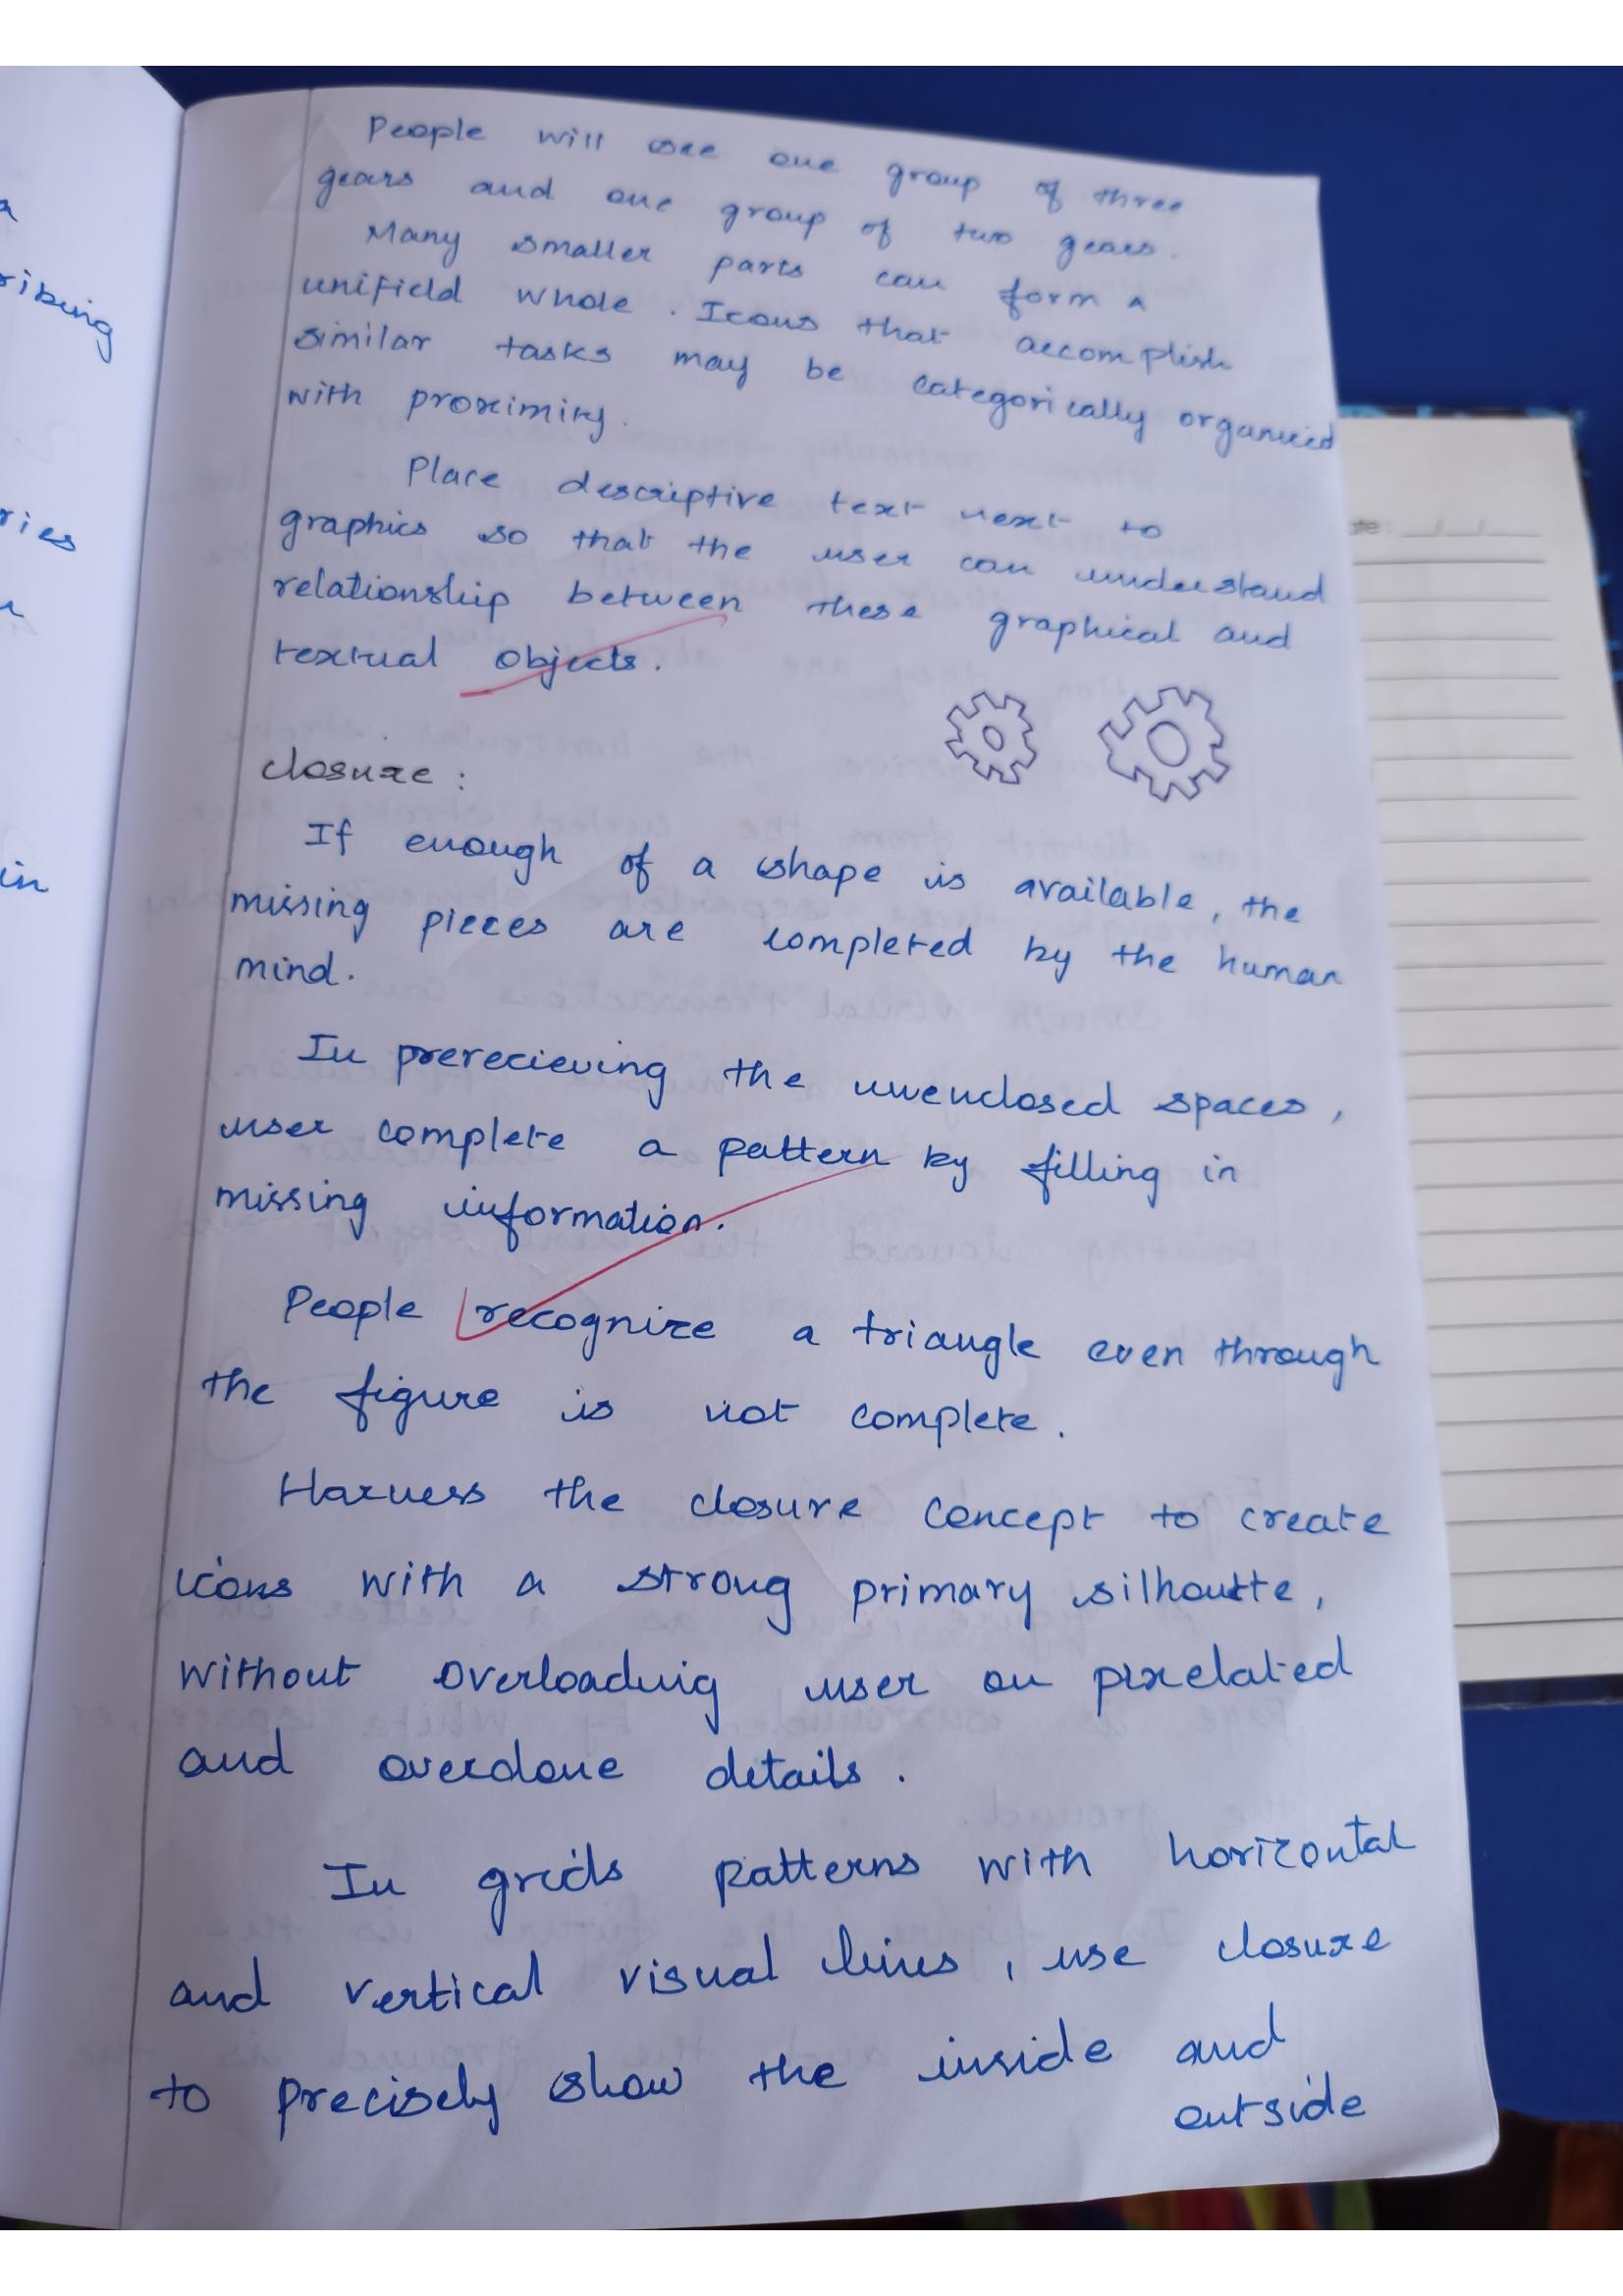 People will see one group of three
gears and one group of two gears.
Many smaller parts can form a
unifield whole. Icons that accomplish
similar tasks may be categorically organized
with proximity.
Place descriptive text next to
graphics so that the user can understand
relationship between these graphical and
textual objects.
closure :
If enough of a shape is available, the
missing pieces are completed by the human
mind.
In prerecieving the unenclosed spaces,
user complete a pattern by filling in
missing information.
People recognize a triangle even through
the figure is not complete.
Harness the closure concept to create
icons with a strong primary silhoutte,
without overloading user on pixelated
and overdone details.
In grids patterns with horizontal
and vertical visual lines, use closure
to precisely show the inside and
outside
ribing
ries
in